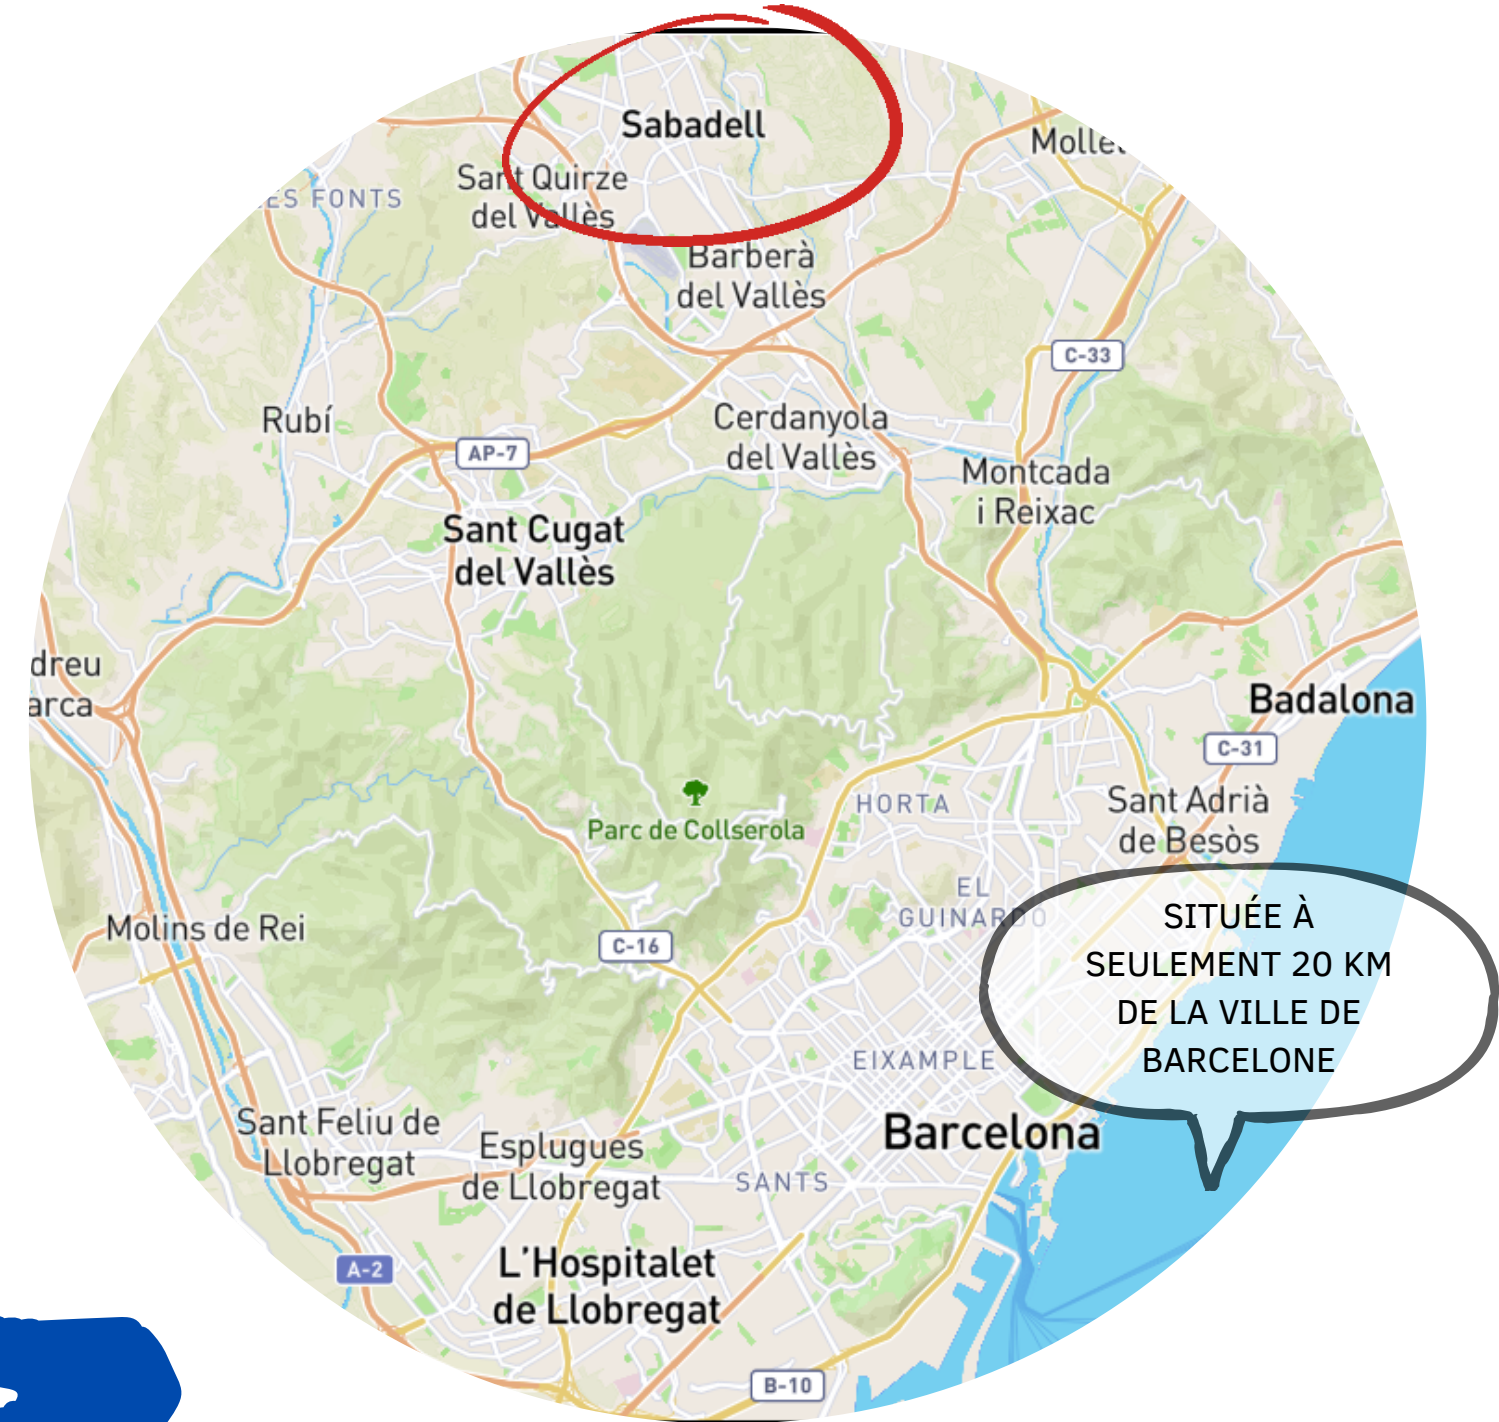 Sabadell
Mollet
Sant Quirze
del Vallès
ES FONTS
Barberà
del Vallès
C-33
Rubí
Cerdanyola
del Vallès
AP-7
Montcada
i Reixac
Sant Cugat
del Vallès
dreu
arca
Badalona
C-31
HORTA
Sant Adrià
de Besòs
Parc de Collserola
EL
GUINARDÓ
SITUÉE À
SEULEMENT 20 KM
DE LA VILLE DE
BARCELONE
Molins de Rei
C-16
EIXAMPLE
Barcelona
Sant Feliu de
Llobregat
Esplugues
de Llobregat
SANTS
A-2
L'Hospitalet
de Llobregat
B-10